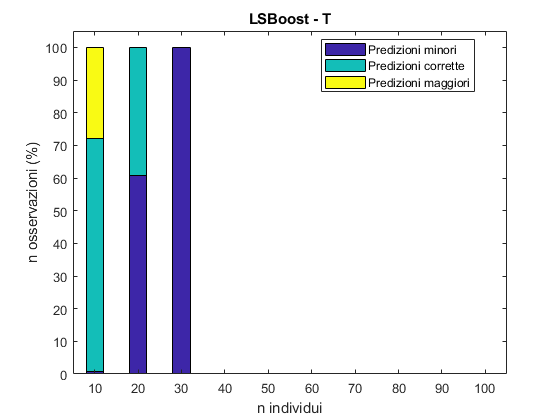 LSBoost - T
Predizioni minori
Predizioni corrette
Predizioni maggiori
n osservazioni (%)
100
90
80
70
60
50
40
30
20
10
0
10 20 30 40 50 60 70 80 90 100
n individui